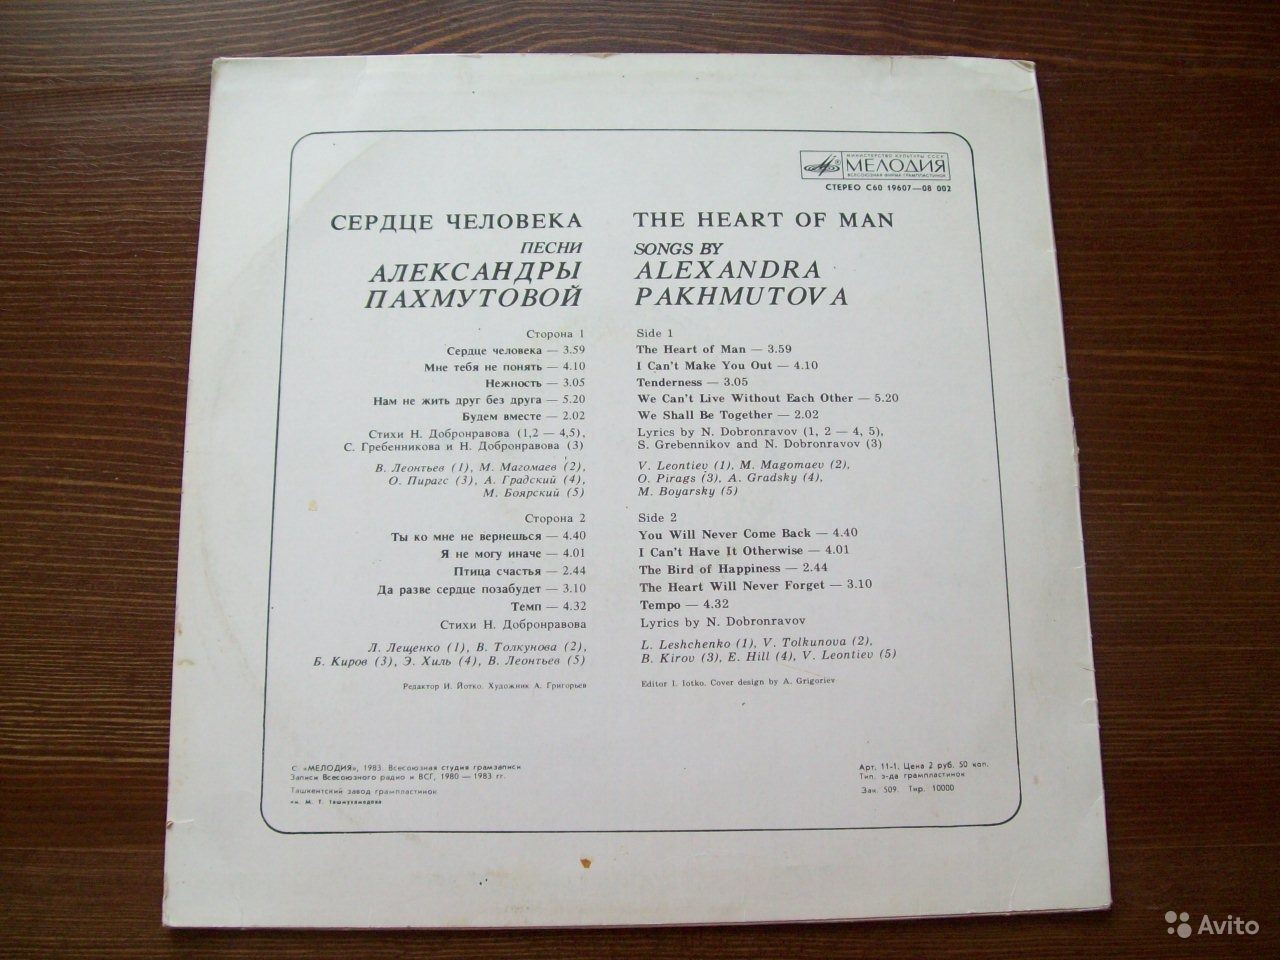 МИНИСТЕРСТВО КУЛЬТУРЫ СССР
МЕЛОДИЯ
ВСЕСОЮЗНАЯ ФИРМА ГРАМПЛАСТИНОК
СТЕРЕО С60 19607—08 002
СЕРДЦЕ ЧЕЛОВЕКА
ПЕСНИ
АЛЕКСАНДРЫ
ПАХМУТОВОЙ
Сторона 1
Сердце человека — 3.59
Мне тебя не понять — 4.10
Нежность — 3.05
Нам не жить друг без друга — 5.20
Будем вместе — 2.02
Стихи Н. Добронравова (1,2 — 4,5),
С. Гребенникова и Н. Добронравова (3)
В. Леонтьев (1), М. Магомаев (2),
О. Пирагс (3), А. Градский (4),
М. Боярский (5)
Сторона 2
Ты ко мне не вернешься — 4.40
Я не могу иначе — 4.01
Птица счастья — 2.44
Да разве сердце позабудет — 3.10
Темп — 4.32
Стихи Н. Добронравова
Л. Лещенко (1), В. Толкунова (2),
Б. Киров (3), Э. Хиль (4), В. Леонтьев (5)
Редактор И. Йотко. Художник А. Григорьев
THE HEART OF MAN
SONGS BY
ALEXANDRA
PAKHMUTOVA
Side 1
The Heart of Man — 3.59
I Can't Make You Out — 4.10
Tenderness — 3.05
We Can't Live Without Each Other — 5.20
We Shall Be Together — 2.02
Lyrics by N. Dobronravov (1, 2 — 4, 5),
S. Grebennikov and N. Dobronravov (3)
V. Leontiev (1), M. Magomaev (2),
O. Pirags (3), A. Gradsky (4),
M. Boyarsky (5)
Side 2
You Will Never Come Back — 4.40
I Can't Have It Otherwise — 4.01
The Bird of Happiness — 2.44
The Heart Will Never Forget — 3.10
Tempo — 4.32
Lyrics by N. Dobronravov
L. Leshchenko (1), V. Tolkunova (2),
B. Kirov (3), E. Hill (4), V. Leontiev (5)
Editor I. Iotko. Cover design by A. Grigoriev
С «МЕЛОДИЯ», 1983. Всесоюзная студия грамзаписи
Записи Всесоюзного радио и ВСГ, 1980 — 1983 гг.
Ташкентский завод грампластинок
им. М. Т. Ташмухамедова
Арт. 11-1. Цена 2 руб. 50 коп.
Тип. з-да грампластинок
Зак. 509. Тир. 10000
Avito